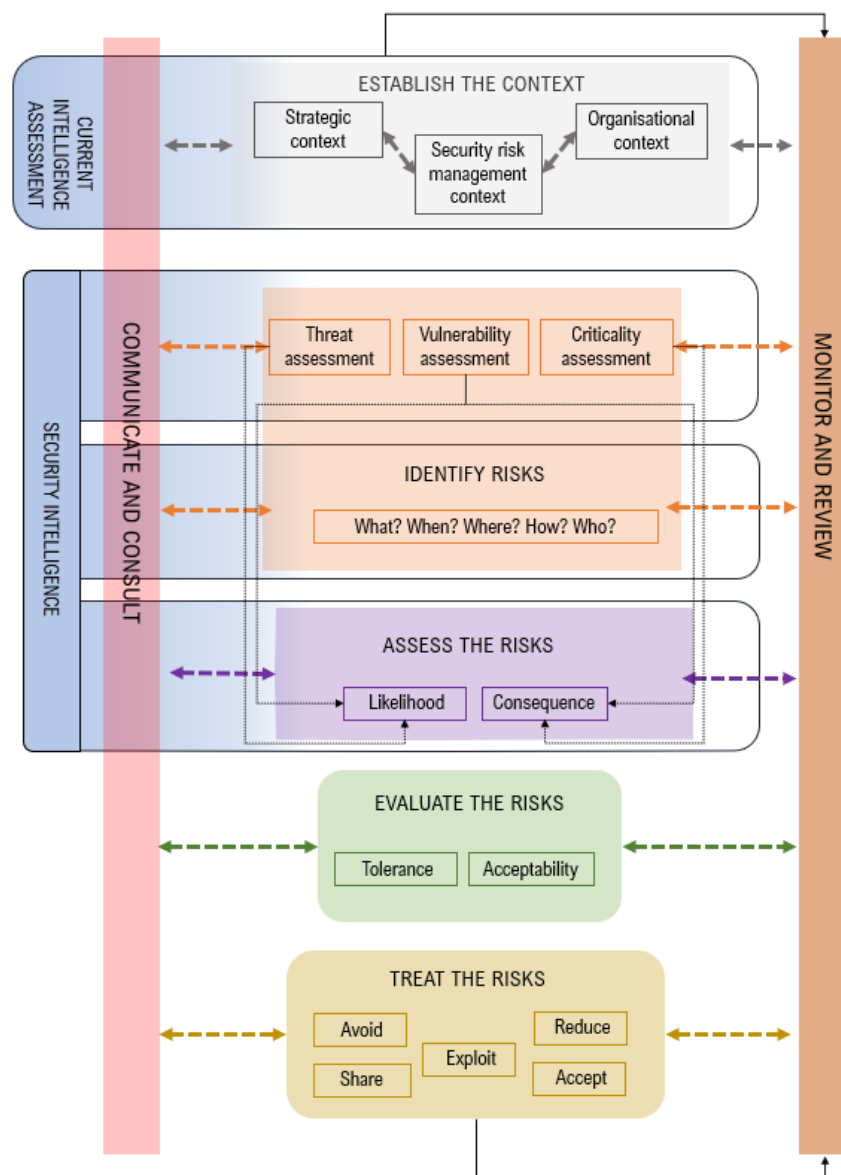 ESTABLISH THE CONTEXT
Strategic
context
Organisational
context
Security risk
management
context
CURRENT
INTELLIGENCE
ASSESSMENT
COMMUNICATE AND CONSULT
MONITOR AND REVIEW
SECURITY INTELLIGENCE
Threat
assessment
Vulnerability
assessment
Criticality
assessment
IDENTIFY RISKS
What? When? Where? How? Who?
ASSESS THE RISKS
Likelihood
Consequence
EVALUATE THE RISKS
Tolerance
Acceptability
TREAT THE RISKS
Avoid
Reduce
Exploit
Share
Accept